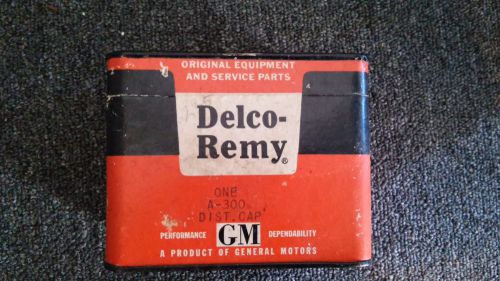 ORIGINAL EQUIPMENT
AND SERVICE PARTS
Delco-
Remy®
ONE
A-300
DIST. CAP
PERFORMANCE GM DEPENDABILITY
A PRODUCT OF GENERAL MOTORS